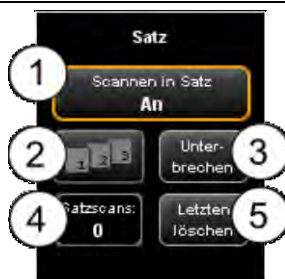 Satz
1
Scannen in Satz
An
2
1 2 3
Unter-
brechen
3
4
Satzscans:
0
Letzten
löschen
5